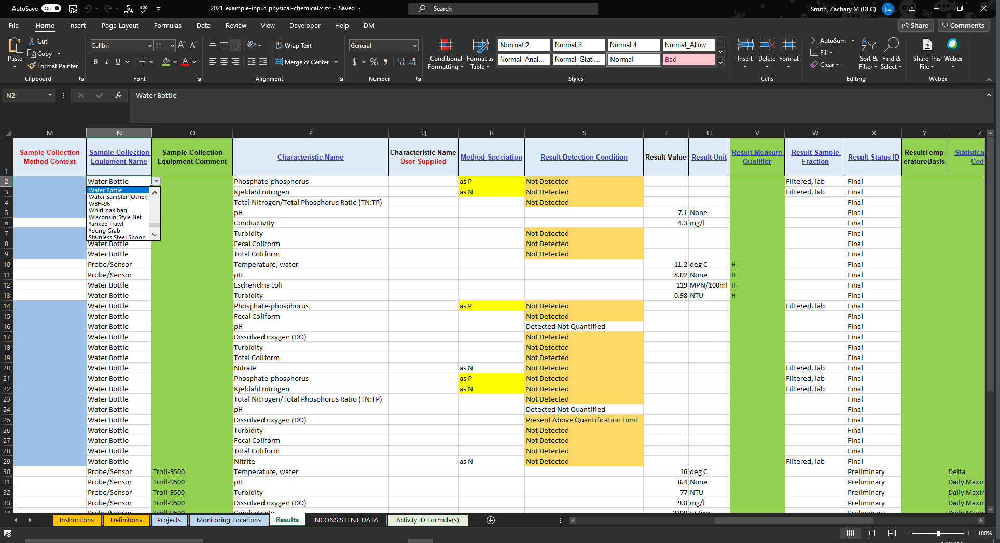 AutoSave On 2021_example-input_physical-chemical.xlsx - Saved Search Smith, Zachary M (DEC) SZ
File Home Insert Page Layout Formulas Data Review View Developer Help DM Share Comments
Paste Cut Copy Format Painter Clipboard
Calibri 11 B I U A A Font
Wrap Text Merge & Center Alignment
General $ % Number
Conditional Formatting Format as Table
Normal 2 Normal 3 Normal 4 Normal_Allow...
Normal_Anal... Normal_Stati... Normal Bad
Styles
Insert Delete Format Cells
AutoSum Fill Clear Sort & Filter Find & Select Editing
Share This File Webex Webex
N2 fx Water Bottle
M N O P Q R S T U V W X Y Z
1 Sample Collection Method Context Sample Collection Equipment Name Sample Collection Equipment Comment Characteristic Name Characteristic Name User Supplied Method Speciation Result Detection Condition Result Value Result Unit Result Measure Qualifier Result Sample Fraction Result Status ID ResultTemperatureBasis Statistica Cod
2 Water Bottle Phosphate-phosphorus as P Not Detected Filtered, lab Final
3 Kjeldahl nitrogen as N Not Detected Filtered, lab Final
4 Total Nitrogen/Total Phosphorus Ratio (TN:TP) Not Detected Final
5 pH 7.1 None Final
6 Conductivity 4.3 mg/l Final
7 Turbidity Not Detected Final
Water Bottle
Water Sampler (Other)
WBH-96
Whirl-pak bag
Wisconsin-Style Net
Yankee Trawl
Young Grab
Stainless Steel Spoon
8 Water Bottle Fecal Coliform Not Detected Final
9 Water Bottle Total Coliform Not Detected Final
10 Probe/Sensor Temperature, water 11.2 deg C H Final
11 Probe/Sensor pH 8.02 None H Final
12 Water Bottle Escherichia coli 119 MPN/100ml H Final
13 Water Bottle Turbidity 0.98 NTU H Final
14 Water Bottle Phosphate-phosphorus as P Not Detected Filtered, lab Final
15 Water Bottle Fecal Coliform Not Detected Final
16 Water Bottle pH Detected Not Quantified Final
17 Water Bottle Dissolved oxygen (DO) Not Detected Final
18 Water Bottle Turbidity Not Detected Final
19 Water Bottle Total Coliform Not Detected Final
20 Water Bottle Nitrate as N Not Detected Filtered, lab Final
21 Water Bottle Phosphate-phosphorus as P Not Detected Filtered, lab Final
22 Water Bottle Kjeldahl nitrogen as N Not Detected Filtered, lab Final
23 Water Bottle Total Nitrogen/Total Phosphorus Ratio (TN:TP) Not Detected Final
24 Water Bottle pH Detected Not Quantified Final
25 Water Bottle Dissolved oxygen (DO) Present Above Quantification Limit Final
26 Water Bottle Turbidity Not Detected Final
27 Water Bottle Fecal Coliform Not Detected Final
28 Water Bottle Total Coliform Not Detected Final
29 Water Bottle Nitrite as N Not Detected Filtered, lab Final
30 Probe/Sensor Troll-9500 Temperature, water 16 deg C Preliminary Delta
31 Probe/Sensor Troll-9500 pH 8.4 None Preliminary Daily Maxin
32 Probe/Sensor Troll-9500 Turbidity 77 NTU Preliminary Daily Maxin
33 Probe/Sensor Troll-9500 Dissolved oxygen (DO) 9.8 mg/l Preliminary Daily Maxin
Instructions Definitions Projects Monitoring Locations Results INCONSISTENT DATA Activity ID Formula(s)
100%